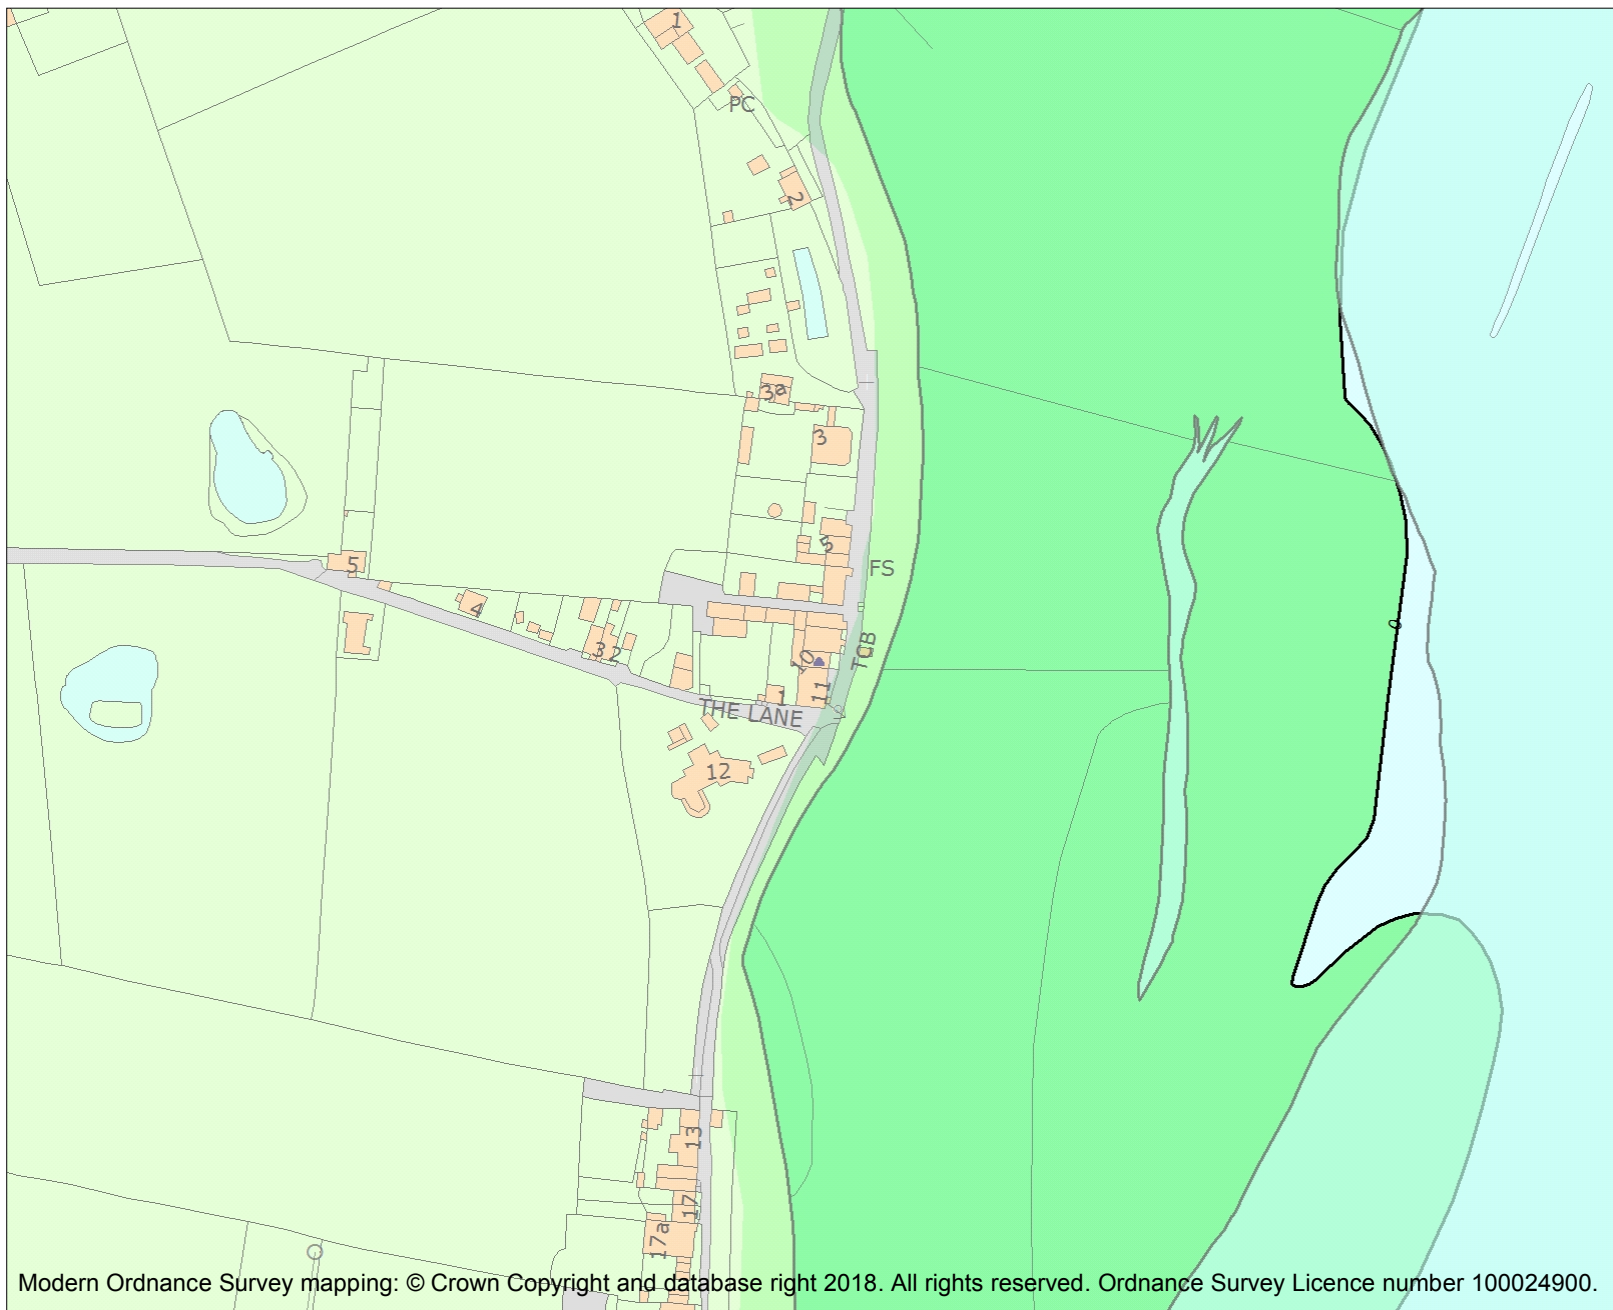 1
PC
2
3a
3
5
FS
5
4
3 2
10
TCB
11
1
THE LANE
12
13
17
17a
Modern Ordnance Survey mapping: © Crown Copyright and database right 2018. All rights reserved. Ordnance Survey Licence number 100024900.